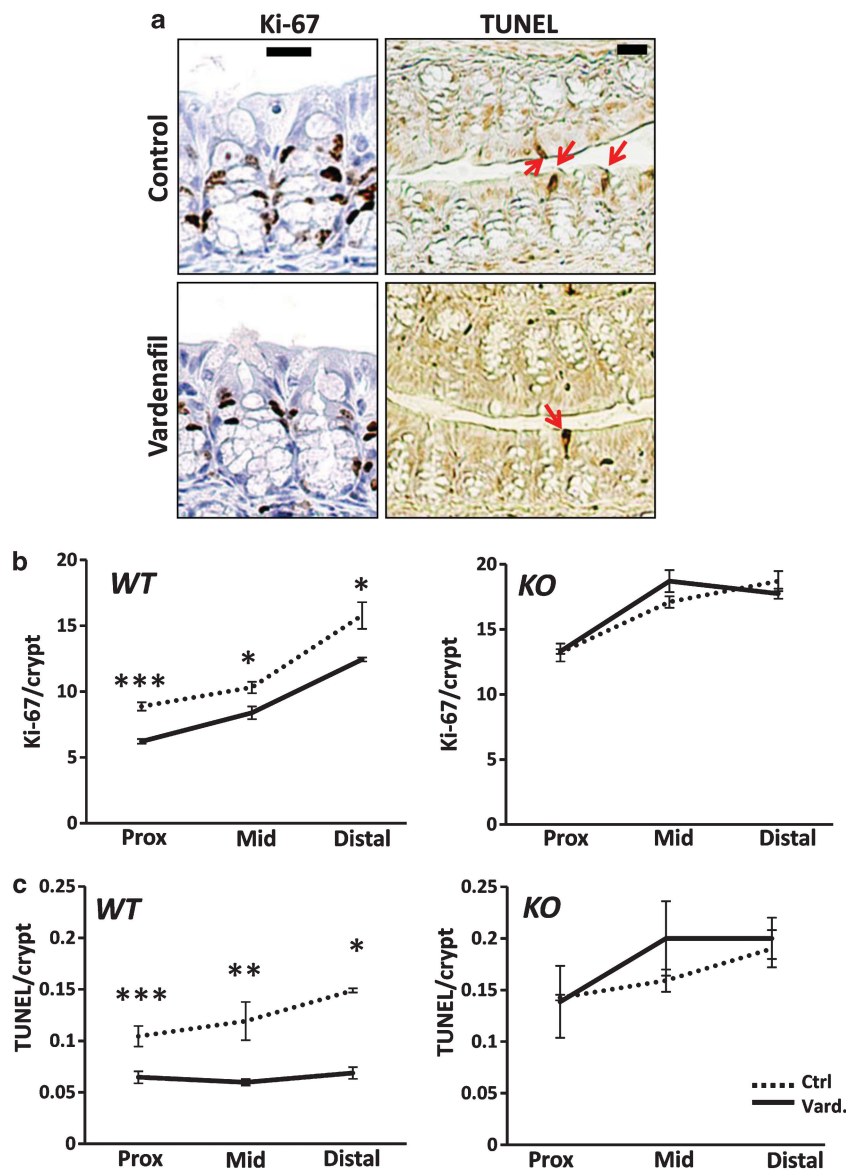 a
Ki-67
TUNEL
Control
Vardenafil
b
WT
Ki-67/crypt
20
15
10
5
0
***
*
*
Prox
Mid
Distal
KO
Ki-67/crypt
20
15
10
5
0
Prox
Mid
Distal
c
WT
TUNEL/crypt
0.25
0.2
0.15
0.1
0.05
0
***
**
*
Prox
Mid
Distal
KO
TUNEL/crypt
0.25
0.2
0.15
0.1
0.05
0
Prox
Mid
Distal
Ctrl
Vard.